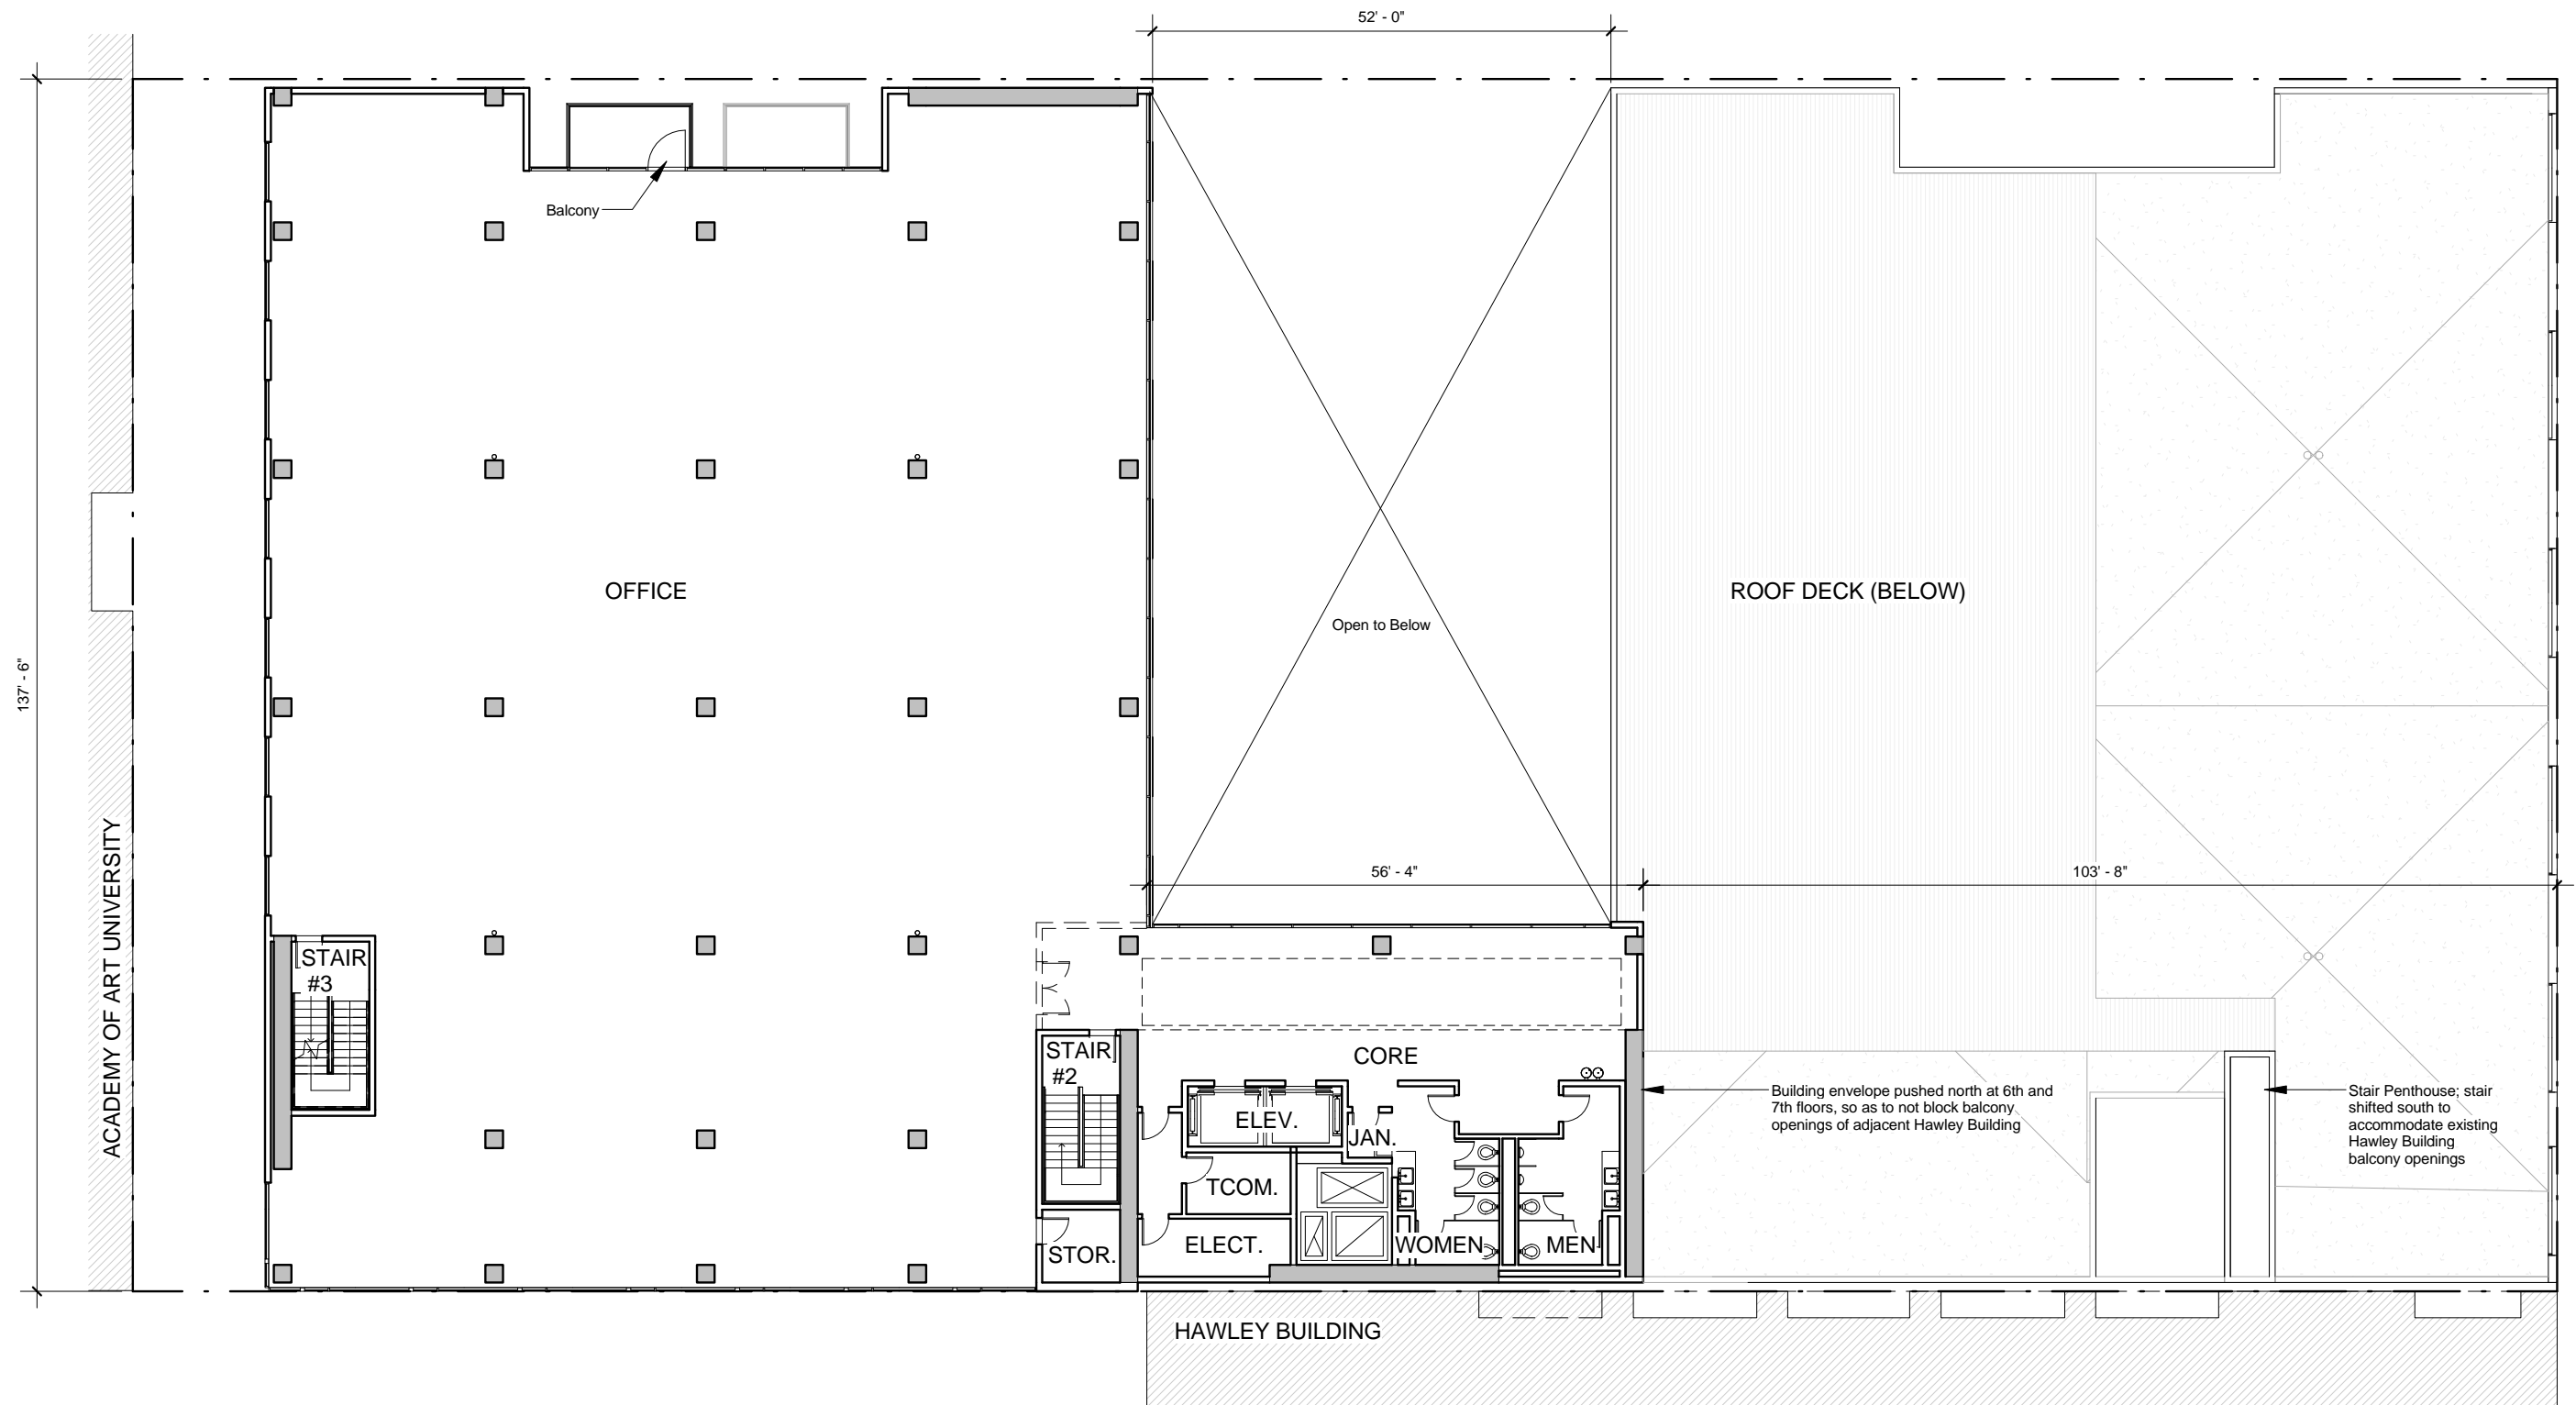 52' - 0"
Balcony
OFFICE
ROOF DECK (BELOW)
Open to Below
137' - 6"
56' - 4"
103' - 8"
ACADEMY OF ART UNIVERSITY
STAIR
#3
STAIR
#2
CORE
ELEV.
JAN.
Building envelope pushed north at 6th and
7th floors, so as to not block balcony
openings of adjacent Hawley Building
Stair Penthouse; stair
shifted south to
accommodate existing
Hawley Building
balcony openings
TCOM.
STOR.
ELECT.
WOMEN
MEN
HAWLEY BUILDING